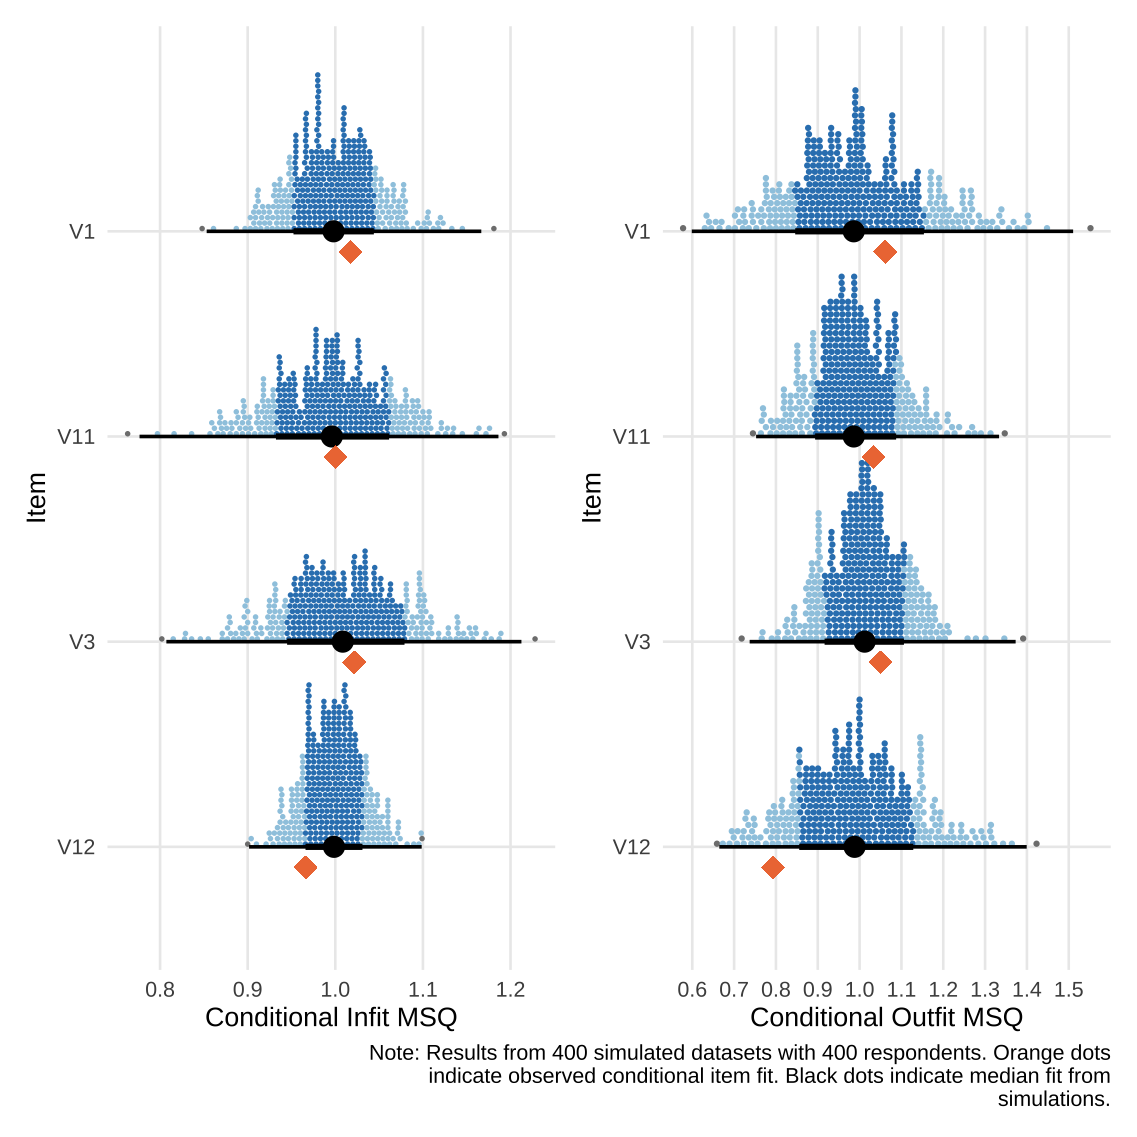 V1
V11
V3
V12
Item
0.8 0.9 1.0 1.1 1.2
Conditional Infit MSQ
V1
V11
V3
V12
Item
0.6 0.7 0.8 0.9 1.0 1.1 1.2 1.3 1.4 1.5
Conditional Outfit MSQ
Note: Results from 400 simulated datasets with 400 respondents. Orange dots
indicate observed conditional item fit. Black dots indicate median fit from
simulations.